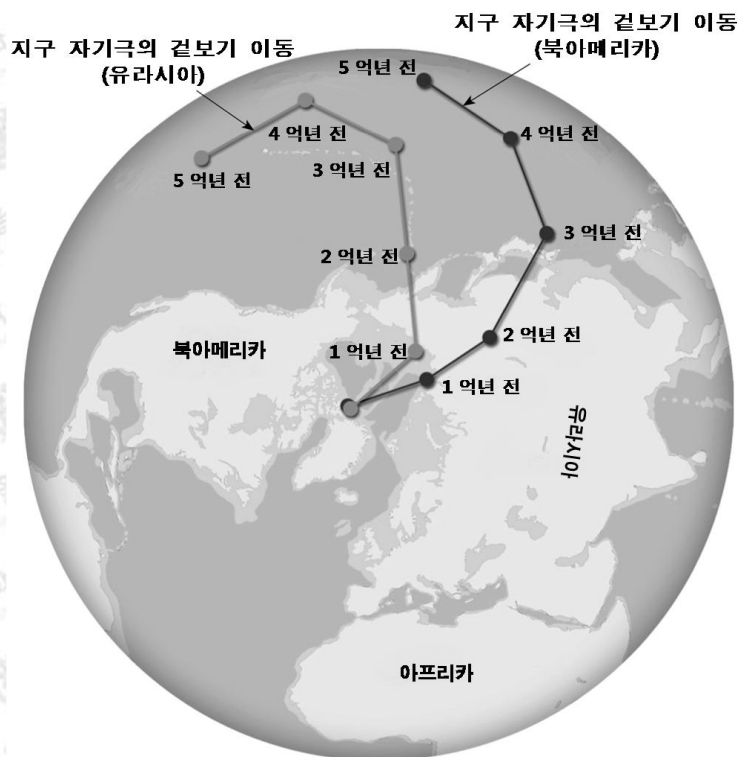 지구 자기극의 겉보기 이동
(유라시아)
지구 자기극의 겉보기 이동
(북아메리카)
5 억년 전
4 억년 전
4 억년 전
3 억년 전
5 억년 전
3 억년 전
2 억년 전
2 억년 전
1 억년 전
1 억년 전
북아메리카
유라시아
아프리카